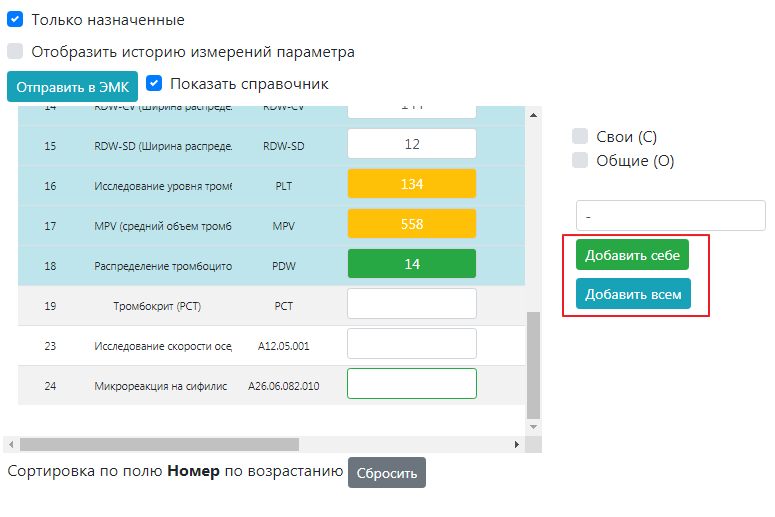 Только назначенные
Отобразить историю измерений параметра
Отправить в ЭМК Показать справочник
14 RDW-CV (Ширина распреде. RDW-CV
15 RDW-SD (Ширина распреде. RDW-SD 12
16 Исследование уровня тромб PLT 134
17 MPV (средний объем тромб MPV 558
18 Распределение тромбоцито PDW 14
19 Тромбокрит (PCT) PCT
23 Исследование скорости осед A12.05.001
24 Микрореакция на сифилис A26.06.082.010
Свои (С)
Общие (О)
-
Добавить себе
Добавить всем
Сортировка по полю Номер по возрастанию Сбросить